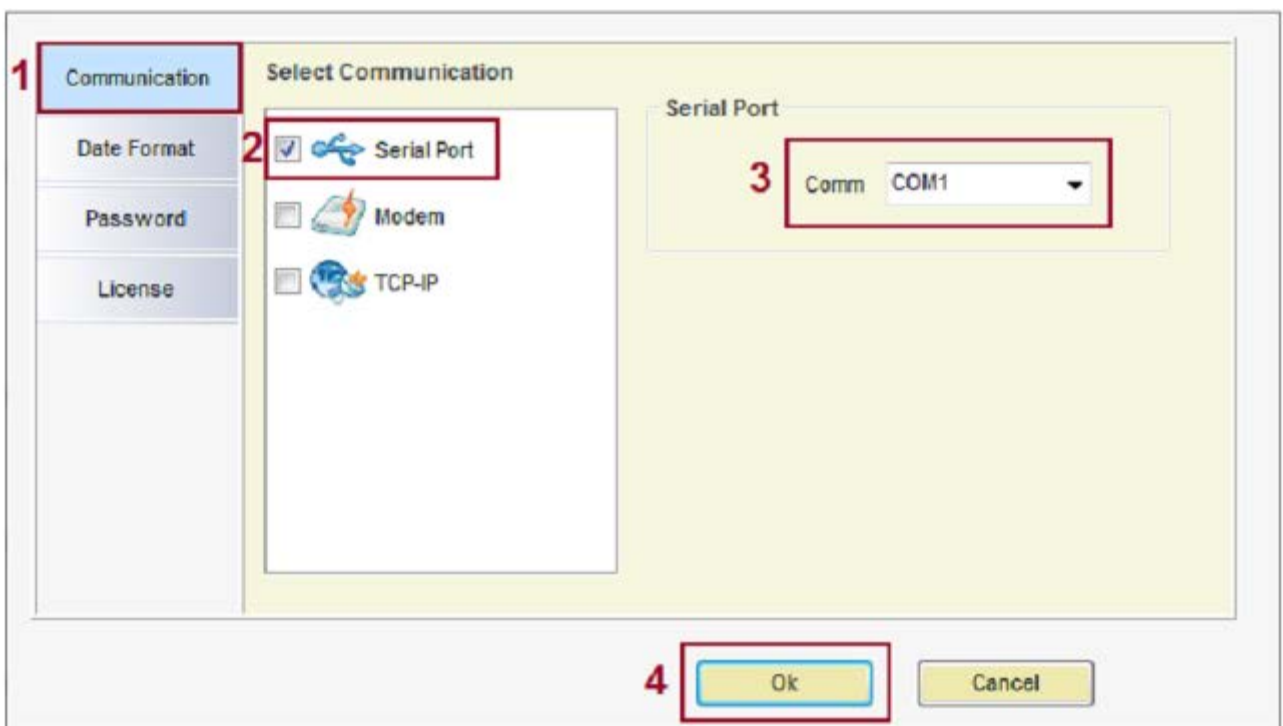 1 Communication
Date Format
Password
License
Select Communication
2 Serial Port
Modem
TCP-IP
Serial Port
3 Comm COM1
4 Ok
Cancel